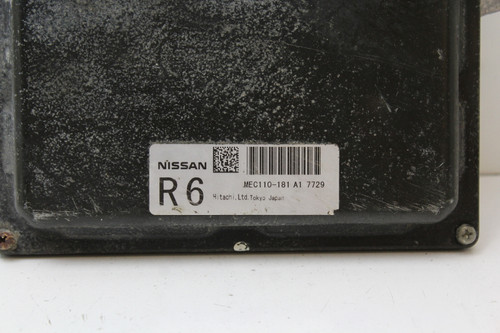 NISSAN
R6
MEC110-181 A1 7729
Hitachi.Ltd.Tokyo Japan